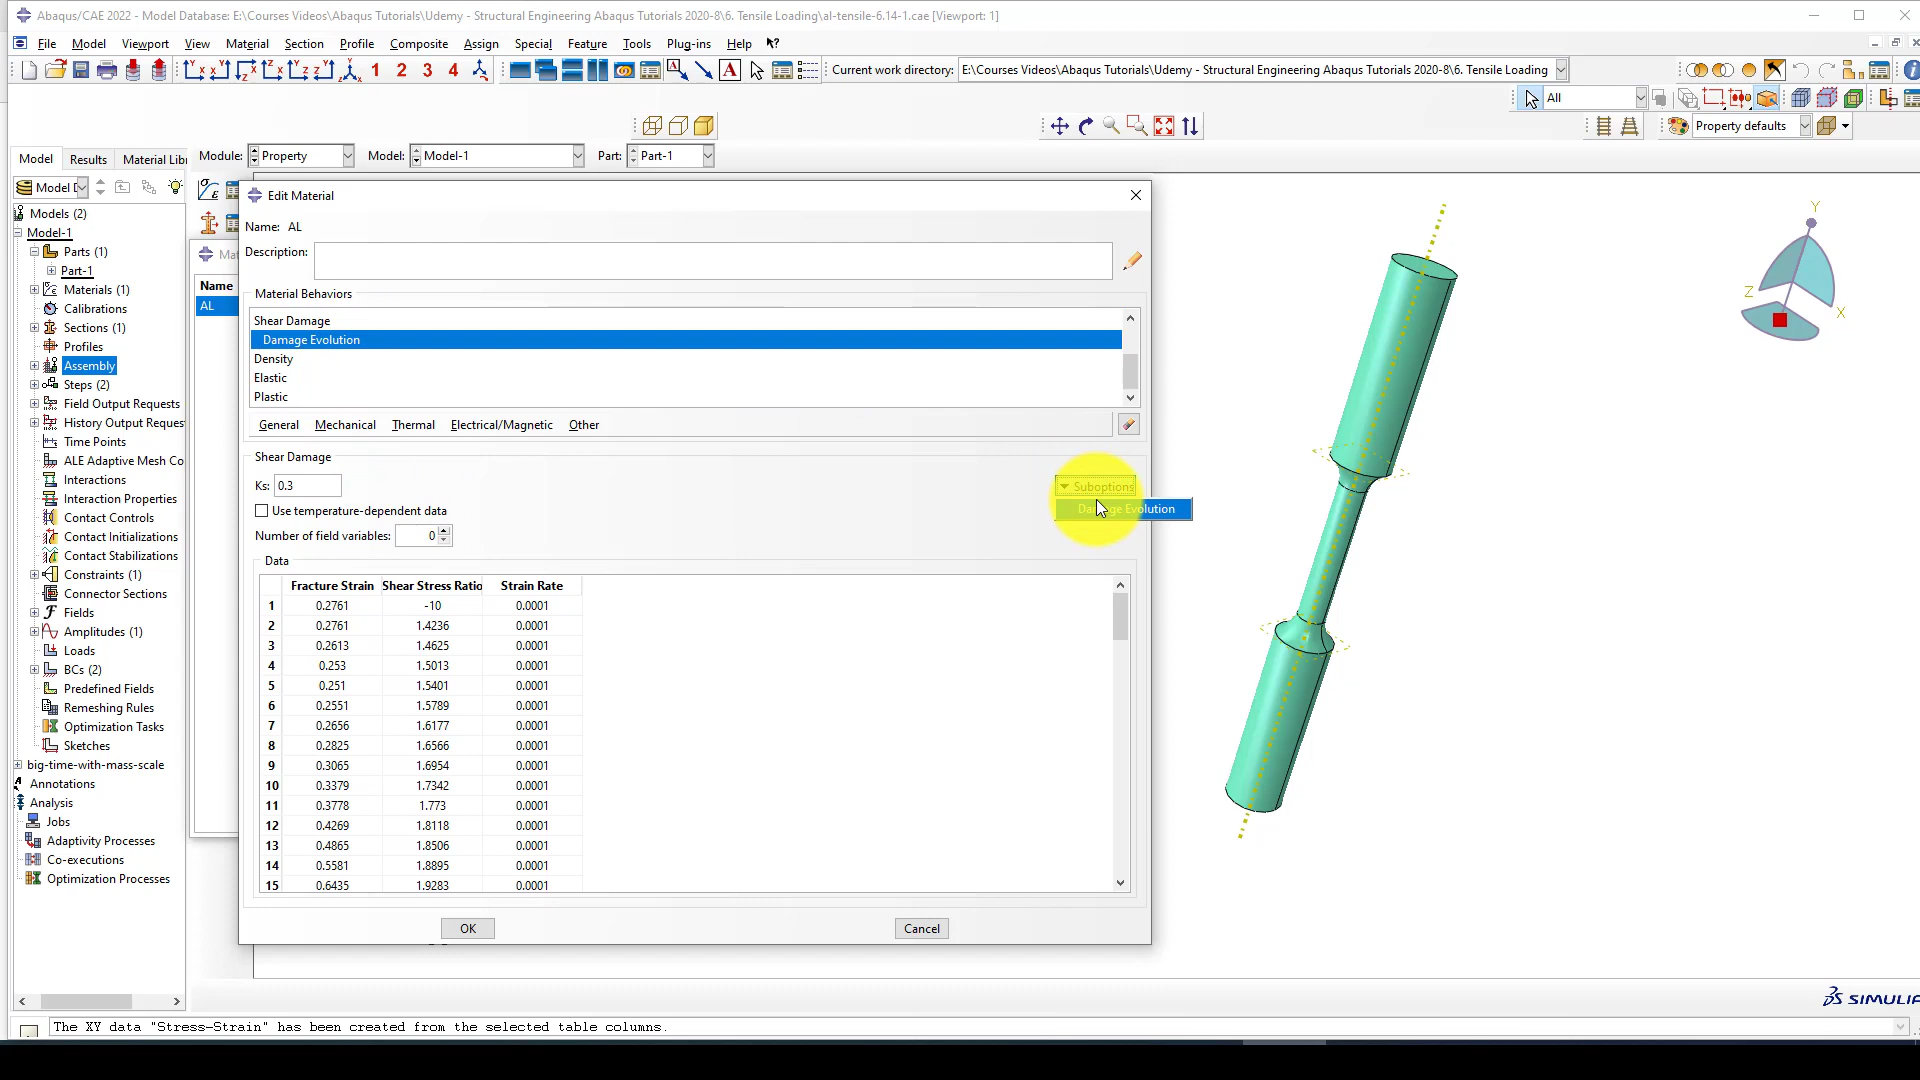 Abaqus/CAE 2022 - Model Database: E:\Courses Videos\Abaqus Tutorials\Udemy - Structural Engineering Abaqus Tutorials 2020-8\6. Tensile Loading\al-tensile-6.14-1.cae [Viewport: 1]
File Model Viewport View Material Section Profile Composite Assign Special Feature Tools Plug-ins Help
1 2 3 4 Current work directory: E:\Courses Videos\Abaqus Tutorials\Udemy - Structural Engineering Abaqus Tutorials 2020-8\6. Tensile Loading
All
Property defaults
Model Results Material Lib Module: Property Model: Model-1 Part: Part-1
Model D
Models (2)
Model-1
Parts (1)
Part-1
Materials (1)
Calibrations
Sections (1)
Profiles
Assembly
Steps (2)
Field Output Requests
History Output Reques
Time Points
ALE Adaptive Mesh Co
Interactions
Interaction Properties
Contact Controls
Contact Initializations
Contact Stabilizations
Constraints (1)
Connector Sections
Fields
Amplitudes (1)
Loads
BCs (2)
Predefined Fields
Remeshing Rules
Optimization Tasks
Sketches
big-time-with-mass-scale
Annotations
Analysis
Jobs
Adaptivity Processes
Co-executions
Optimization Processes
Mat
Name
AL
Edit Material
Name: AL
Description:
Material Behaviors
Shear Damage
Damage Evolution
Density
Elastic
Plastic
General Mechanical Thermal Electrical/Magnetic Other
Shear Damage
Ks: 0.3
Suboptions
Damage Evolution
Use temperature-dependent data
Number of field variables: 0
Data
Fracture Strain Shear Stress Ratio Strain Rate
1 0.2761 -10 0.0001
2 0.2761 1.4236 0.0001
3 0.2613 1.4625 0.0001
4 0.253 1.5013 0.0001
5 0.251 1.5401 0.0001
6 0.2551 1.5789 0.0001
7 0.2656 1.6177 0.0001
8 0.2825 1.6566 0.0001
9 0.3065 1.6954 0.0001
10 0.3379 1.7342 0.0001
11 0.3778 1.773 0.0001
12 0.4269 1.8118 0.0001
13 0.4865 1.8506 0.0001
14 0.5581 1.8895 0.0001
15 0.6435 1.9283 0.0001
OK Cancel
Y
Z
X
SIMULIA
The XY data "Stress-Strain" has been created from the selected table columns.